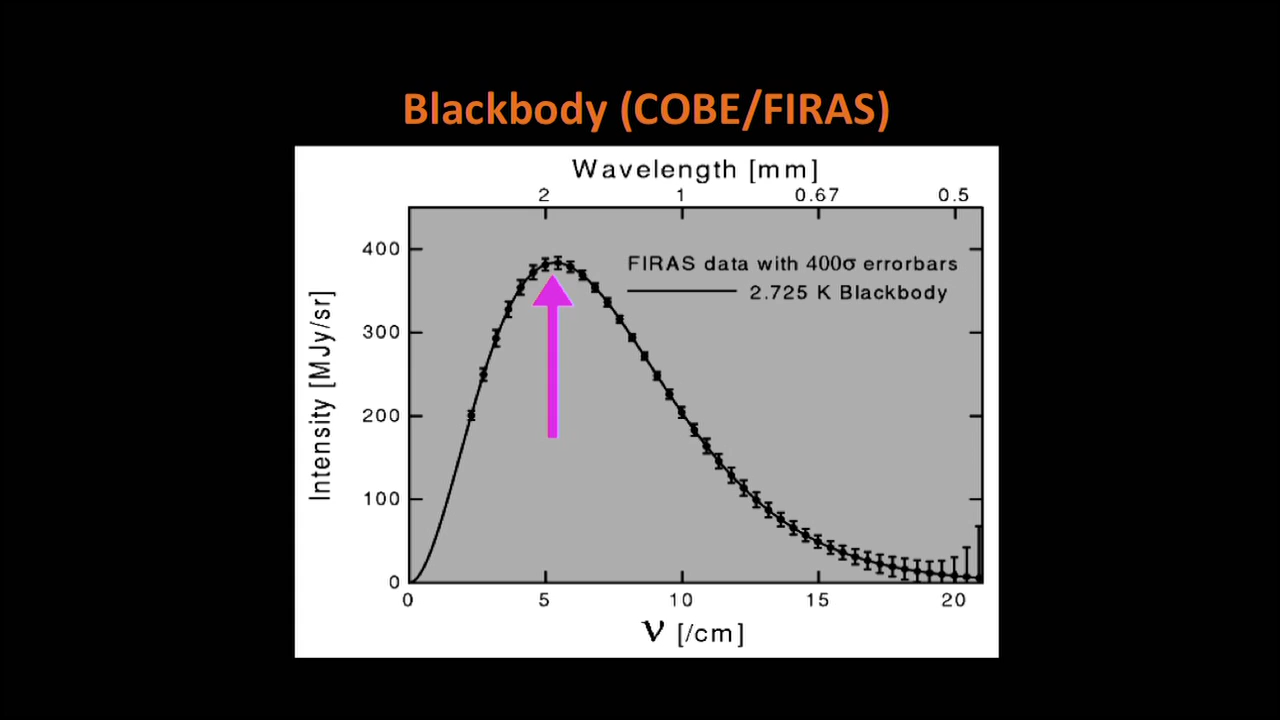 Blackbody (COBE/FIRAS)
Wavelength [mm]
2 1 0.67 0.5
400
300
200
100
0
Intensity [MJy/sr]
FIRAS data with 400σ errorbars
2.725 K Blackbody
0 5 10 15 20
ν [/cm]